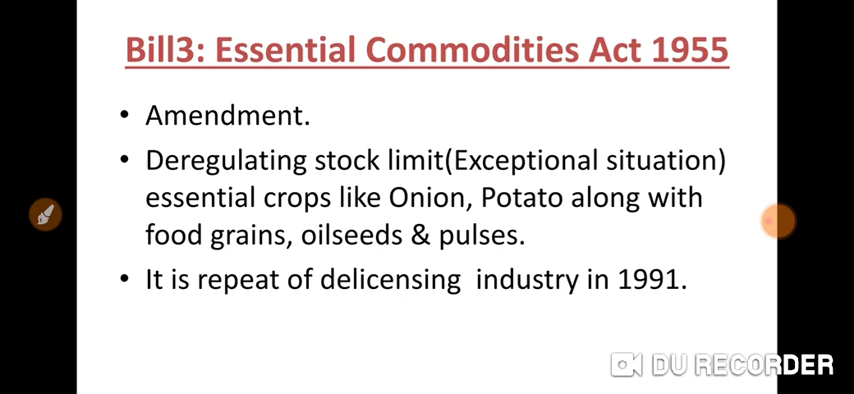 Bill3: Essential Commodities Act 1955
• Amendment.
• Deregulating stock limit(Exceptional situation)
essential crops like Onion, Potato along with
food grains, oilseeds & pulses.
• It is repeat of delicensing industry in 1991.
DU RECORDER